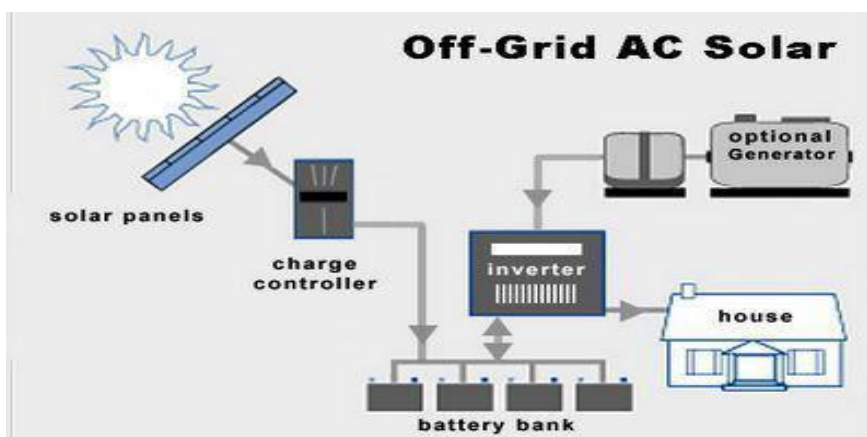 Off-Grid AC Solar
optional
Generator
solar panels
charge
controller
inverter
house
battery bank